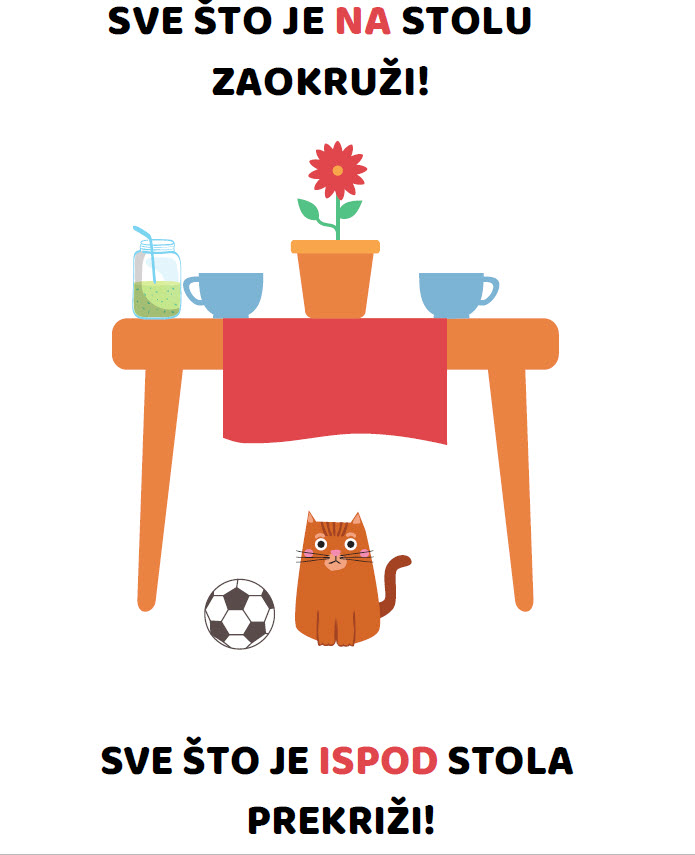 SVE ŠTO JE NA STOLU
ZAOKRUŽI!
SVE ŠTO JE ISPOD STOLA
PREKRIŽI!